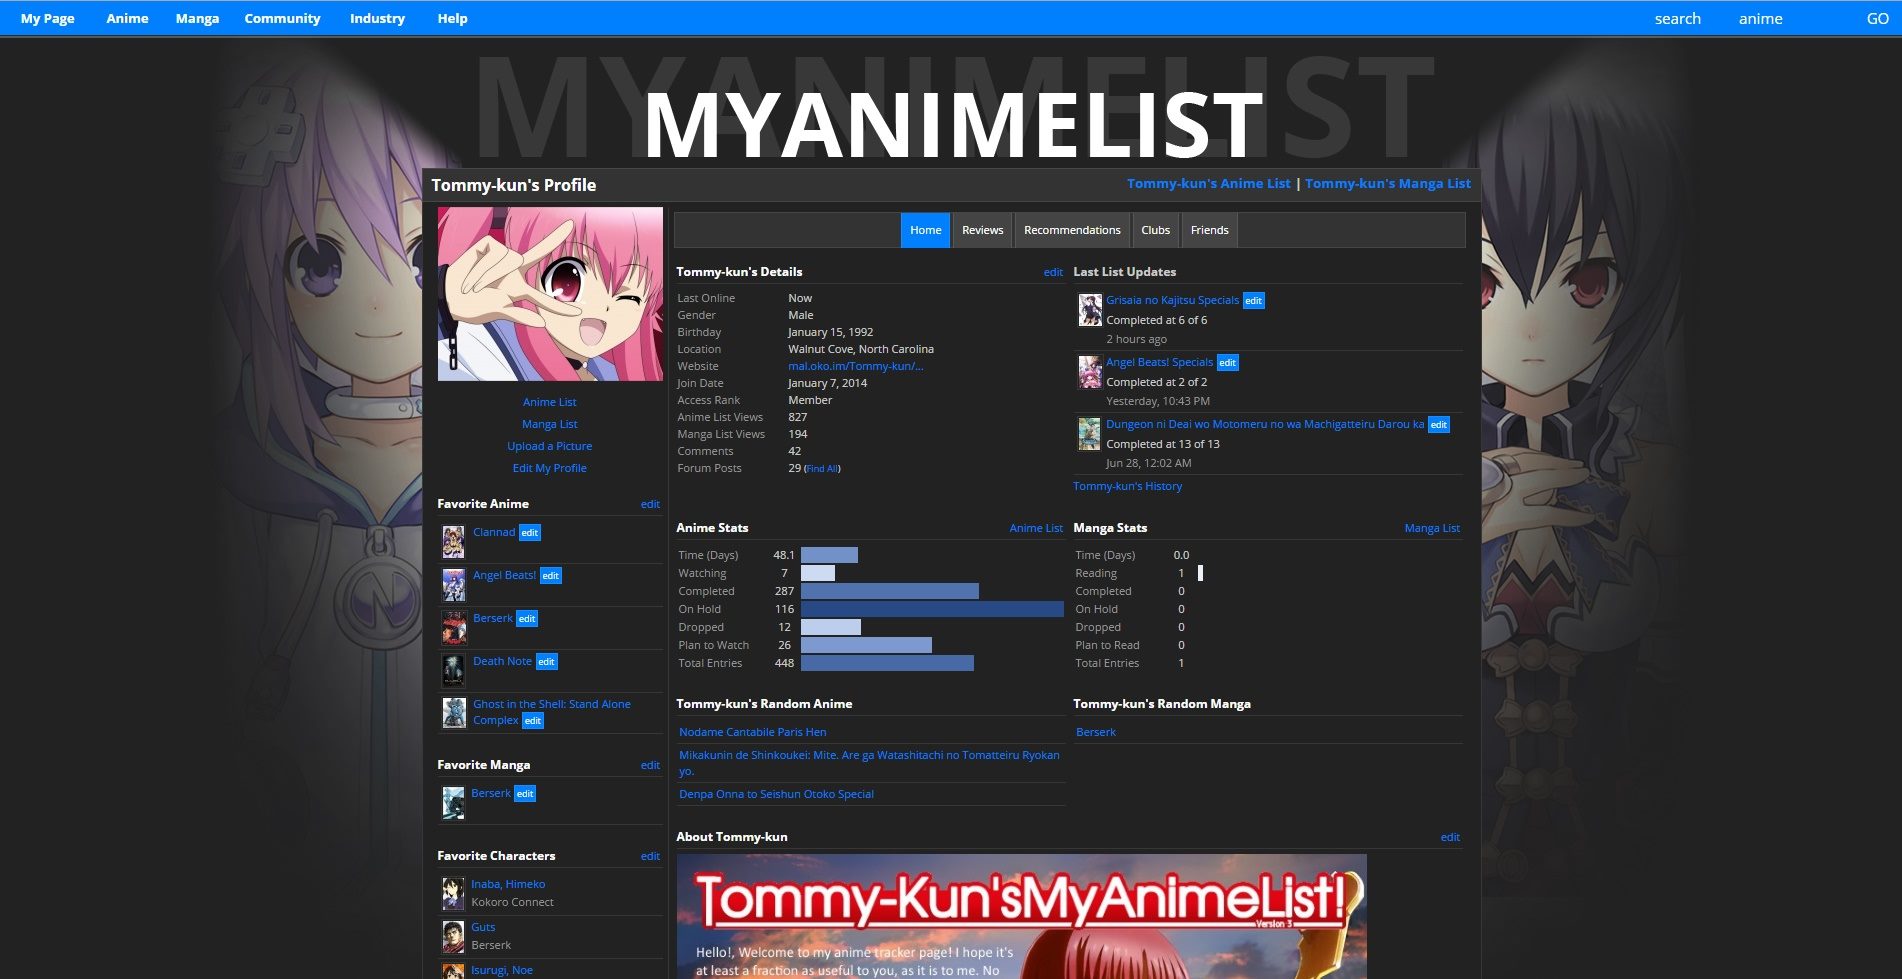 My Page Anime Manga Community Industry Help search anime GO
MYANIMELIST
MYANIMELIST
Tommy-kun's Profile
Tommy-kun's Anime List | Tommy-kun's Manga List
Anime List
Manga List
Upload a Picture
Edit My Profile
Favorite Anime edit
Clannad edit
Angel Beats! edit
Berserk edit
Death Note edit
Ghost in the Shell: Stand Alone
Complex edit
Favorite Manga edit
Berserk edit
Favorite Characters edit
Inaba, Himeko
Kokoro Connect
Guts
Berserk
Isurugi, Noe
Home Reviews Recommendations Clubs Friends
Tommy-kun's Details edit
Last Online Now
Gender Male
Birthday January 15, 1992
Location Walnut Cove, North Carolina
Website mal.oko.im/Tommy-kun/...
Join Date January 7, 2014
Access Rank Member
Anime List Views 827
Manga List Views 194
Comments 42
Forum Posts 29 (Find All)
Last List Updates
Grisaia no Kajitsu Specials edit
Completed at 6 of 6
2 hours ago
Angel Beats! Specials edit
Completed at 2 of 2
Yesterday, 10:43 PM
Dungeon ni Deai wo Motomeru no wa Machigatteiru Darou ka edit
Completed at 13 of 13
Jun 28, 12:02 AM
Tommy-kun's History
Anime Stats Anime List
Time (Days) 48.1
Watching 7
Completed 287
On Hold 116
Dropped 12
Plan to Watch 26
Total Entries 448
Manga Stats Manga List
Time (Days) 0.0
Reading 1
Completed 0
On Hold 0
Dropped 0
Plan to Read 0
Total Entries 1
Tommy-kun's Random Anime
Nodame Cantabile Paris Hen
Mikakunin de Shinkoukei: Mite. Are ga Watashitachi no Tomatteiru Ryokan
yo.
Denpa Onna to Seishun Otoko Special
Tommy-kun's Random Manga
Berserk
About Tommy-kun edit
Tommy-Kun'sMyAnimeList!
Version 3
Hello!, Welcome to my anime tracker page! I hope it's
at least a fraction as useful to you, as it is to me. No